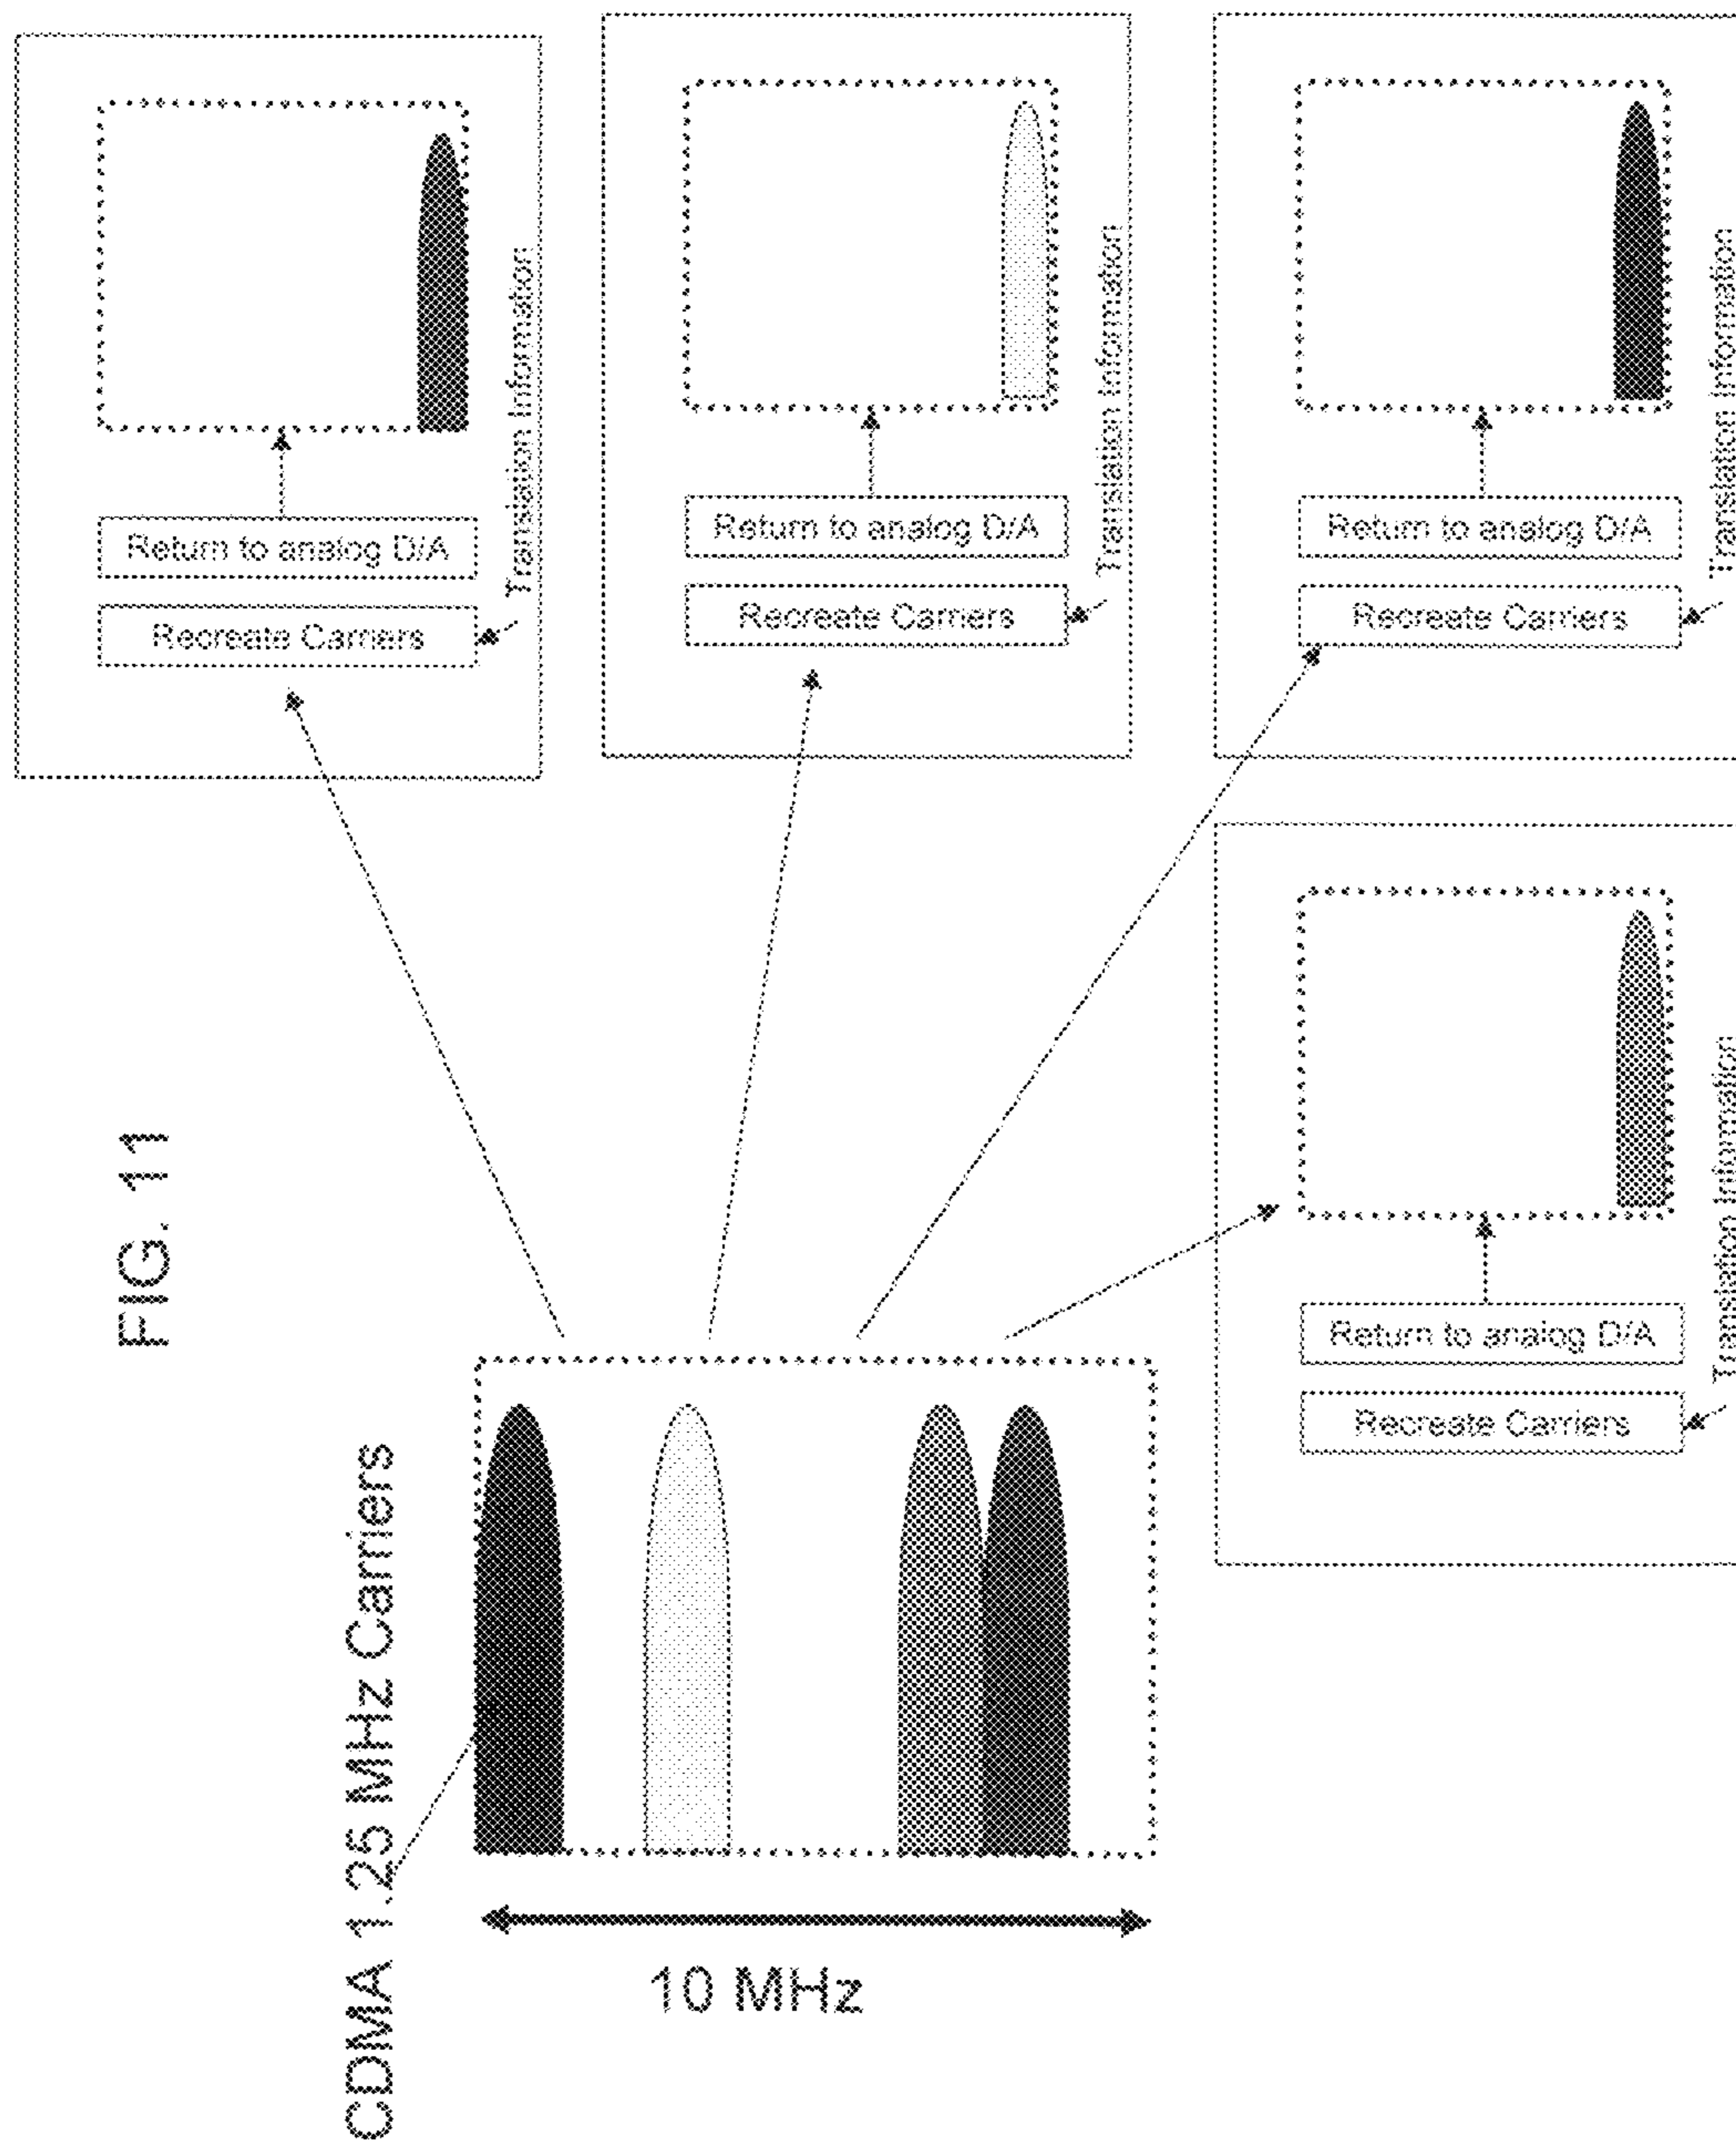 Return to analog D/A
Recreate Carriers
Translation Information
Return to analog D/A
Recreate Carriers
Translation Information
Return to analog D/A
Recreate Carriers
Translation Information
FIG. 11
CDMA 1.25 MHz Carriers
10 MHz
Return to analog D/A
Recreate Carriers
Translation Information